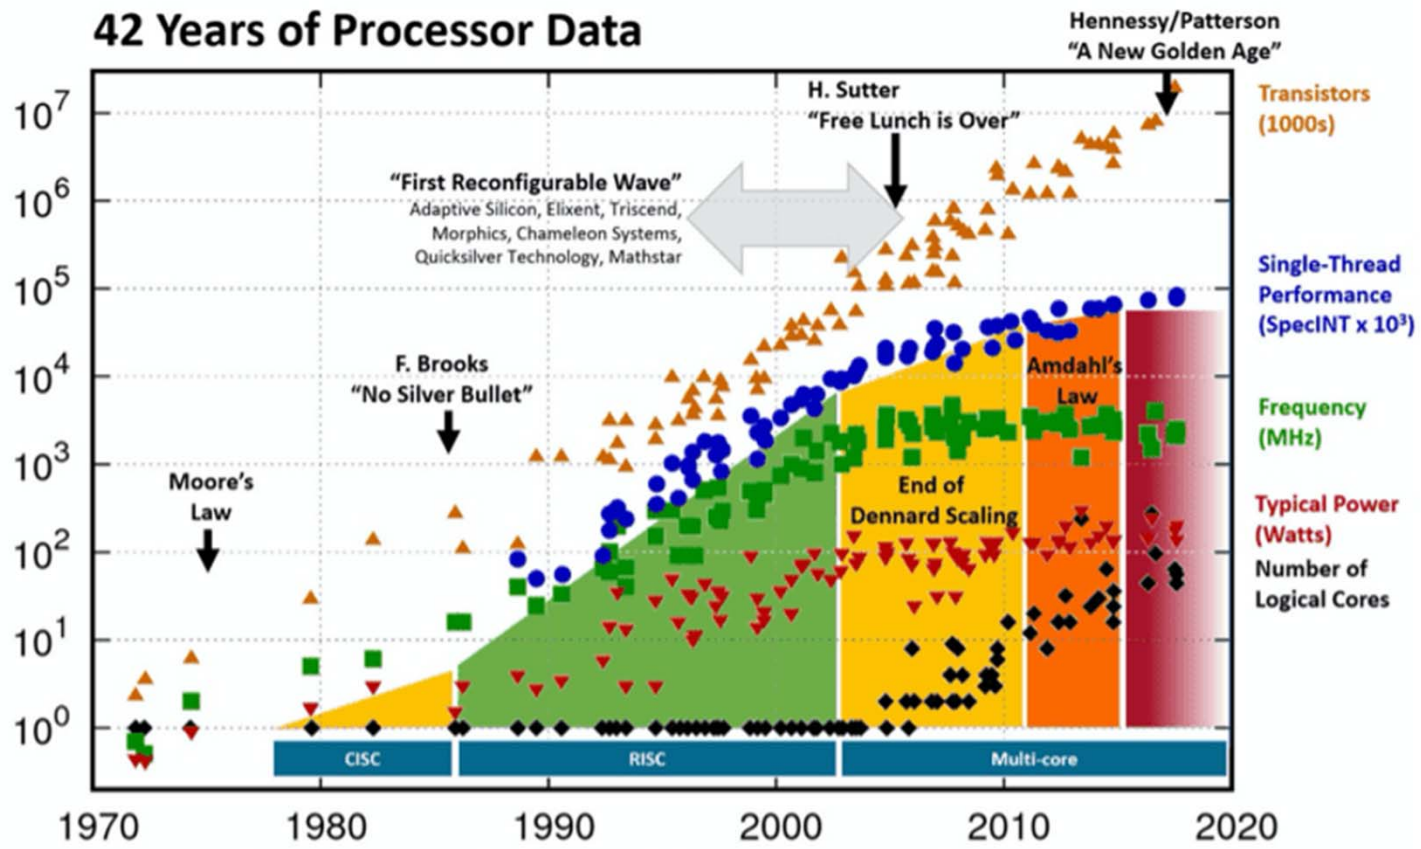 42 Years of Processor Data
Hennessy/Patterson
“A New Golden Age”
H. Sutter
“Free Lunch is Over”
“First Reconfigurable Wave”
Adaptive Silicon, Elixent, Triscend,
Morphics, Chameleon Systems,
Quicksilver Technology, Mathstar
F. Brooks
“No Silver Bullet”
Moore’s
Law
Amdahl’s
Law
End of
Dennard Scaling
Transistors
(1000s)
Single-Thread
Performance
(SpecINT x 10³)
Frequency
(MHz)
Typical Power
(Watts)
Number of
Logical Cores
10⁷
10⁶
10⁵
10⁴
10³
10²
10¹
10⁰
CISC
RISC
Multi-core
1970
1980
1990
2000
2010
2020